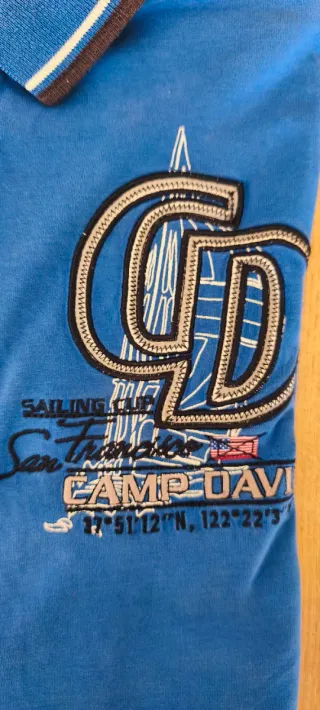 CD
SAILING CUP
San Francisco
CAMP DAVI
37°51'12"N, 122°22'3